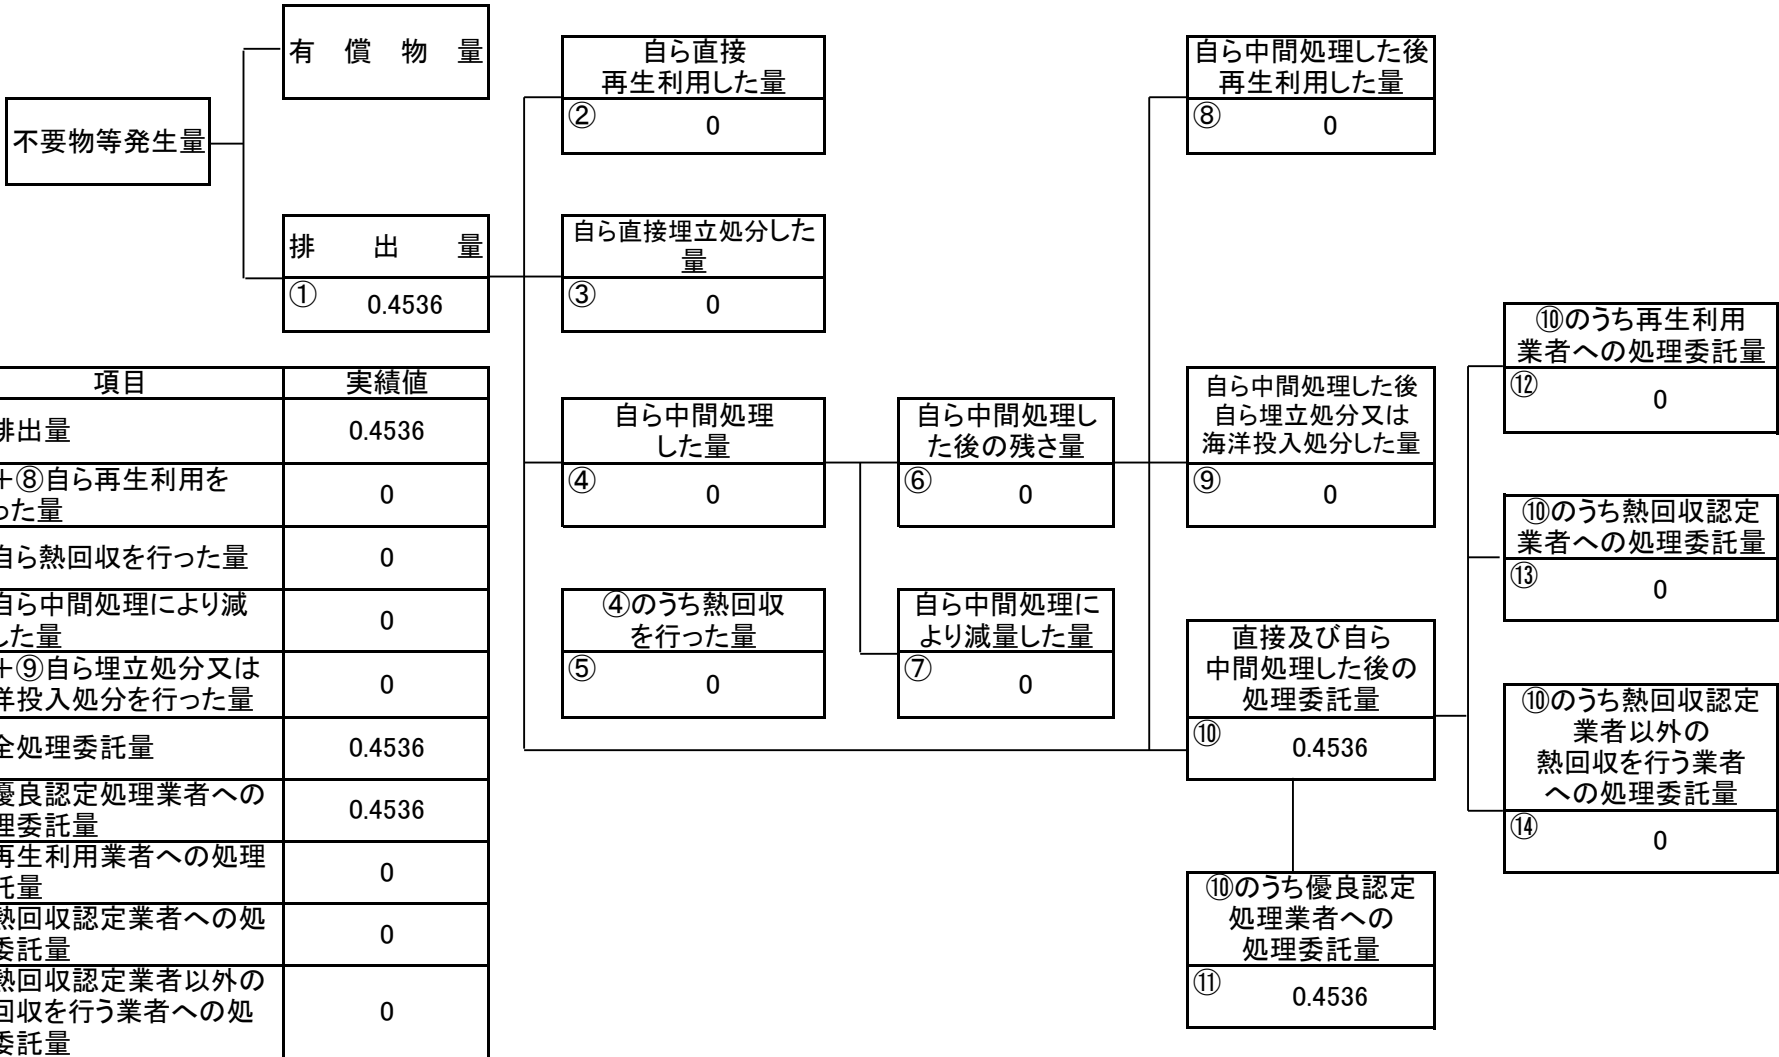 有償物量
不要物等発生量
排出量
① 0.4536
自ら直接
再生利用した量
② 0
自ら直接埋立処分した
量
③ 0
自ら中間処理
した量
④ 0
④のうち熱回収
を行った量
⑤ 0
自ら中間処理し
た後の残さ量
⑥ 0
自ら中間処理に
より減量した量
⑦ 0
自ら中間処理した後
再生利用した量
⑧ 0
自ら中間処理した後
自ら埋立処分又は
海洋投入処分した量
⑨ 0
直接及び自ら
中間処理した後の
処理委託量
⑩ 0.4536
⑩のうち優良認定
処理業者への
処理委託量
⑪ 0.4536
⑩のうち再生利用
業者への処理委託量
⑫ 0
⑩のうち熱回収認定
業者への処理委託量
⑬ 0
⑩のうち熱回収認定
業者以外の
熱回収を行う業者
への処理委託量
⑭ 0
項目 実績値
排出量 0.4536
+⑧自ら再生利用を
った量 0
自ら熱回収を行った量 0
自ら中間処理により減
した量 0
+⑨自ら埋立処分又は
洋投入処分を行った量 0
全処理委託量 0.4536
優良認定処理業者への
理委託量 0.4536
再生利用業者への処理
託量 0
熱回収認定業者への処
委託量 0
熱回収認定業者以外の
回収を行う業者への処
委託量 0